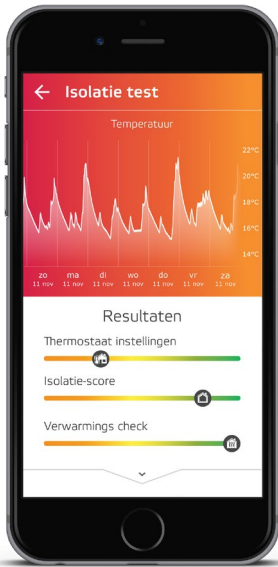 Isolatie test
Temperatuur
22°C
20°C
18°C
16°C
14°C
zo ma di wo do vr za
11 nov 11 nov 11 nov 11 nov 11 nov 11 nov 11 nov
Resultaten
Thermostaat instellingen
Isolatie-score
Verwarmings check